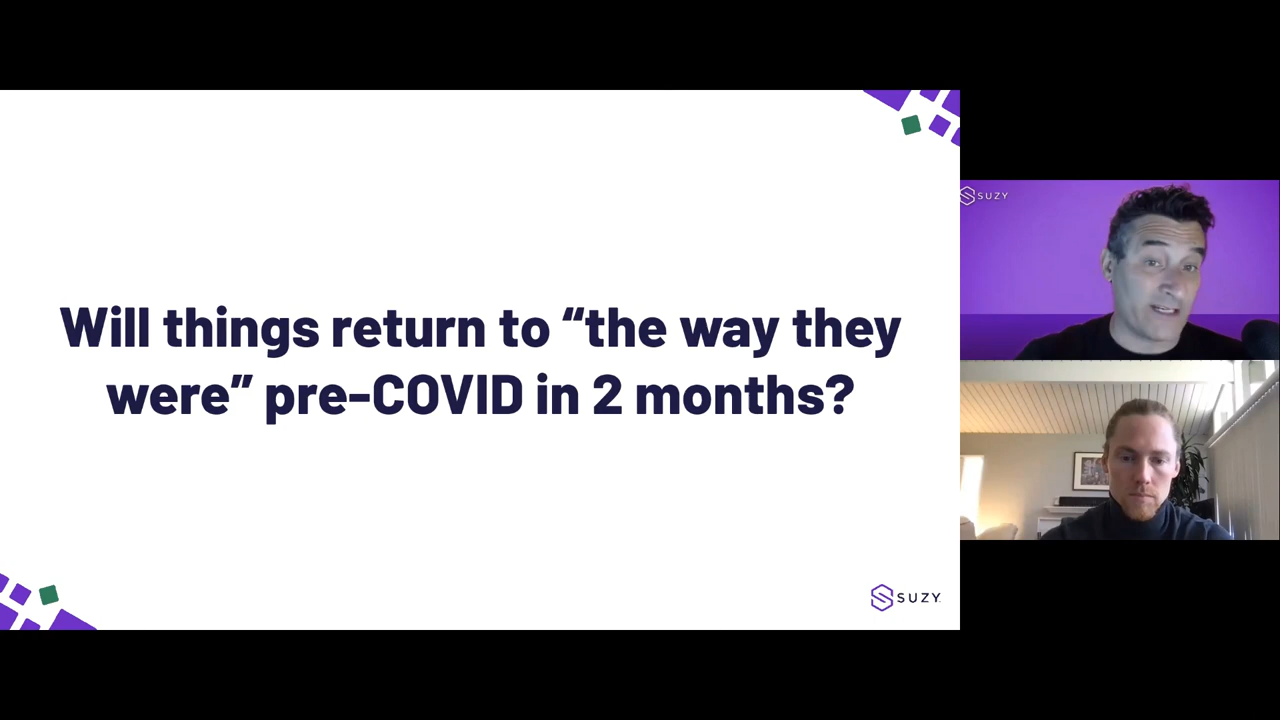 Will things return to “the way they
were” pre-COVID in 2 months?
SUZY
SUZY